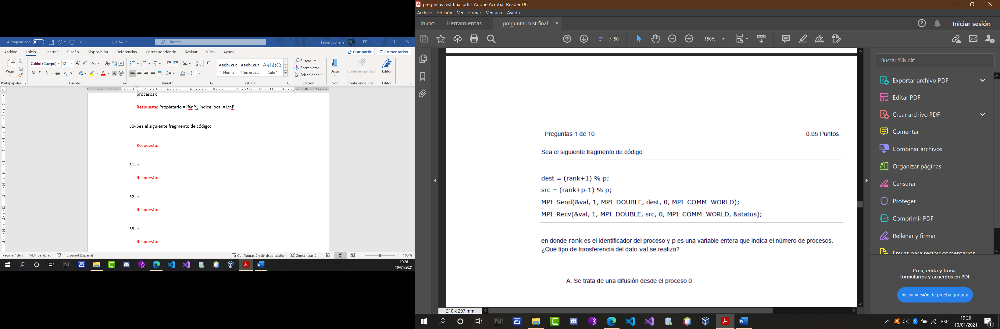 Autoguardado
ejerci...
Buscar
Fabian Scherle
Archivo Inicio Insertar Diseño Disposición Referencias Correspondencia Revisar Vista Ayuda
Compartir Comentarios
Pegar
Calibri (Cuerpo) 12
N K S ab x₂ x² A A A
AaBbCcDc AaBbCcDc AaBbCc
¶ Normal ¶ Sin espa... Título 1
Buscar
Reemplazar
Seleccionar
Dictar
Confidencialidad
Editor
Portapapeles Fuente Párrafo Estilos Edición Voz Confidencialidad Editor
procesos):
Respuesta: Propietario = i%nP , índice local = i/nP
30- Sea el siguiente fragmento de código:
Respuesta: -
31- -:
Respuesta: -
32- -:
Respuesta: -
33- -:
Respuesta: -
Página 7 de 7 1434 palabras Español (España) Configuración de visualización Concentración 100 %
19:26
10/01/2021
preguntas test final.pdf - Adobe Acrobat Reader DC
Archivo Edición Ver Firmar Ventana Ayuda
Inicio Herramientas preguntas test final... × Iniciar sesión
31 / 50 150%
Preguntas 1 de 10 0.05 Puntos
Sea el siguiente fragmento de código:
dest = (rank+1) % p;
src = (rank+p-1) % p;
MPI_Send(&val, 1, MPI_DOUBLE, dest, 0, MPI_COMM_WORLD);
MPI_Recv(&val, 1, MPI_DOUBLE, src, 0, MPI_COMM_WORLD, &status);
en donde rank es el identificador del proceso y p es una variable entera que indica el número de procesos.
¿Qué tipo de transferencia del dato val se realiza?
A. Se trata de una difusión desde el proceso 0
210 x 297 mm
Buscar 'Dividir'
Exportar archivo PDF
Editar PDF
Crear archivo PDF
Comentar
Combinar archivos
Organizar páginas
Censurar
Proteger
Comprimir PDF
Rellenar y firmar
Enviar para recibir comentarios
Crea, edita y firma
formularios y acuerdos en PDF
Iniciar versión de prueba gratuita
ESP
19:26
10/01/2021
1